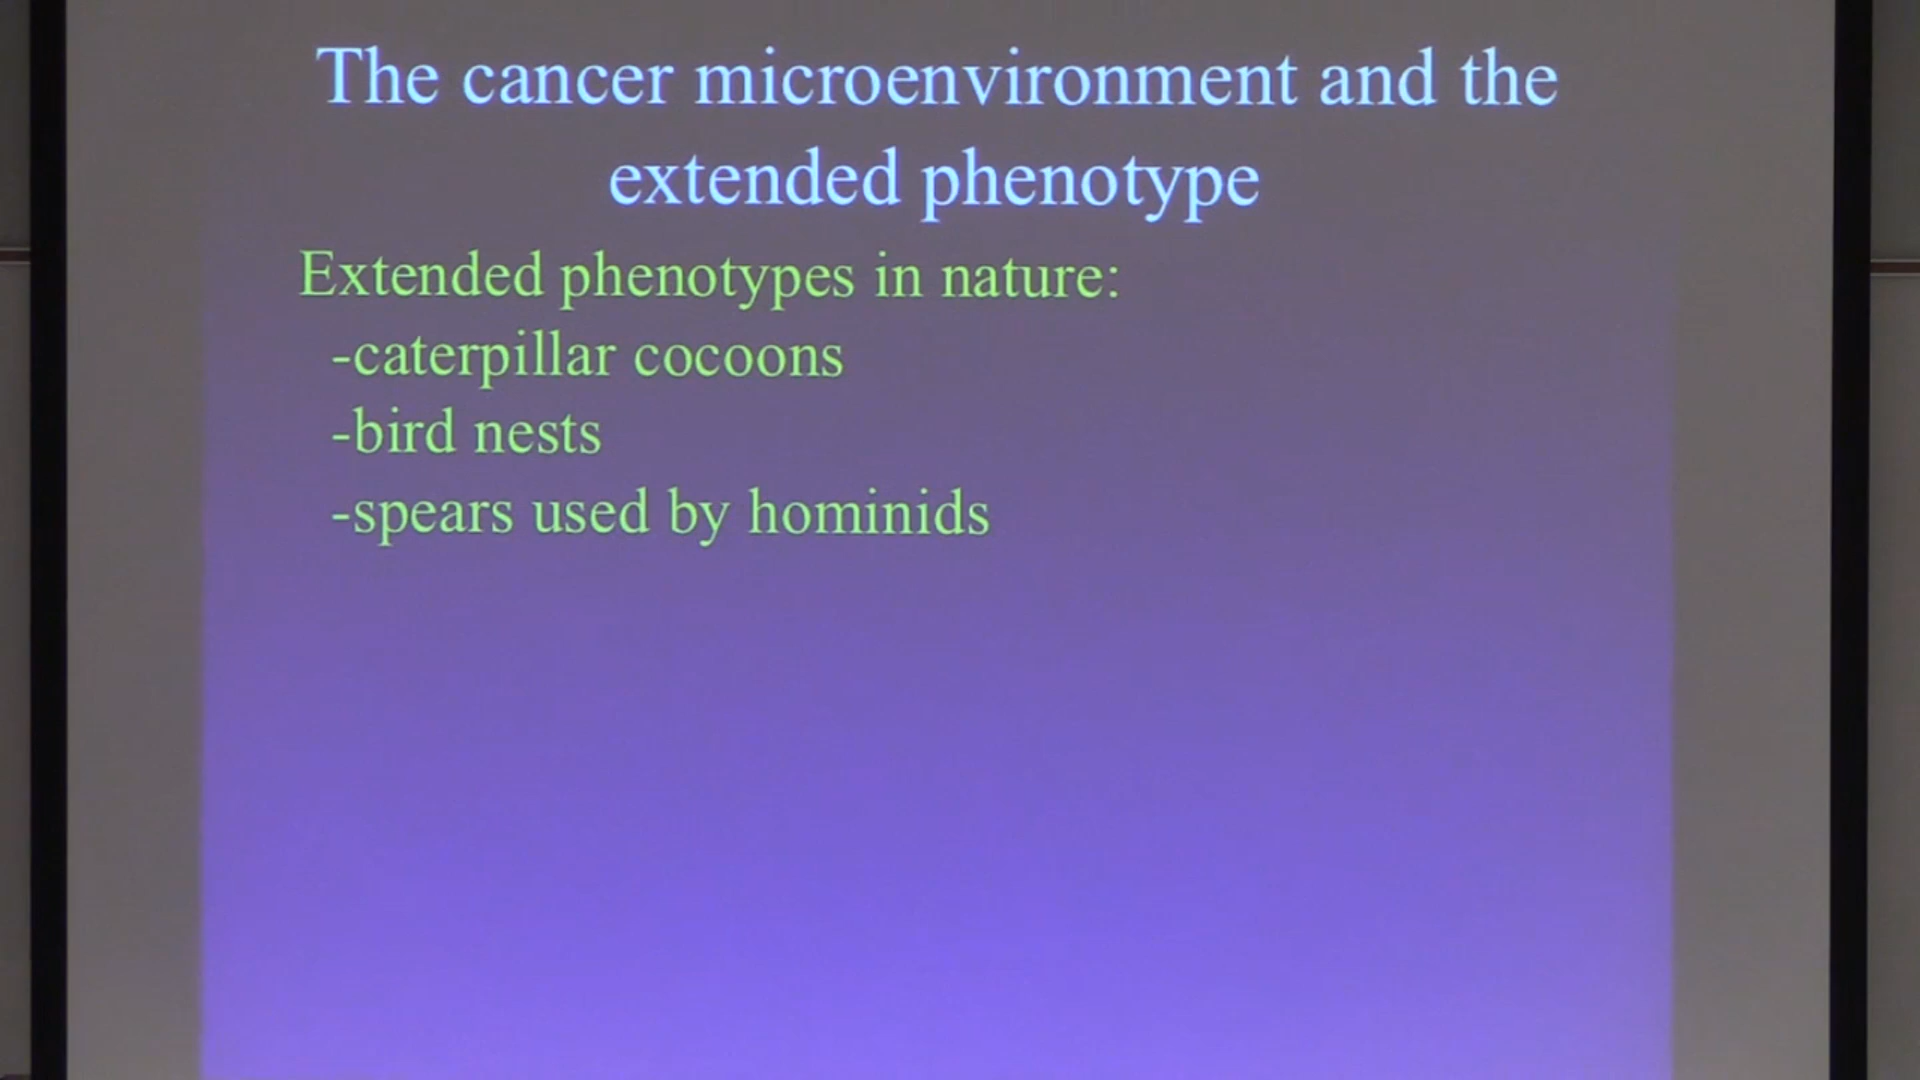 The cancer microenvironment and the
extended phenotype
Extended phenotypes in nature:
-caterpillar cocoons
-bird nests
-spears used by hominids